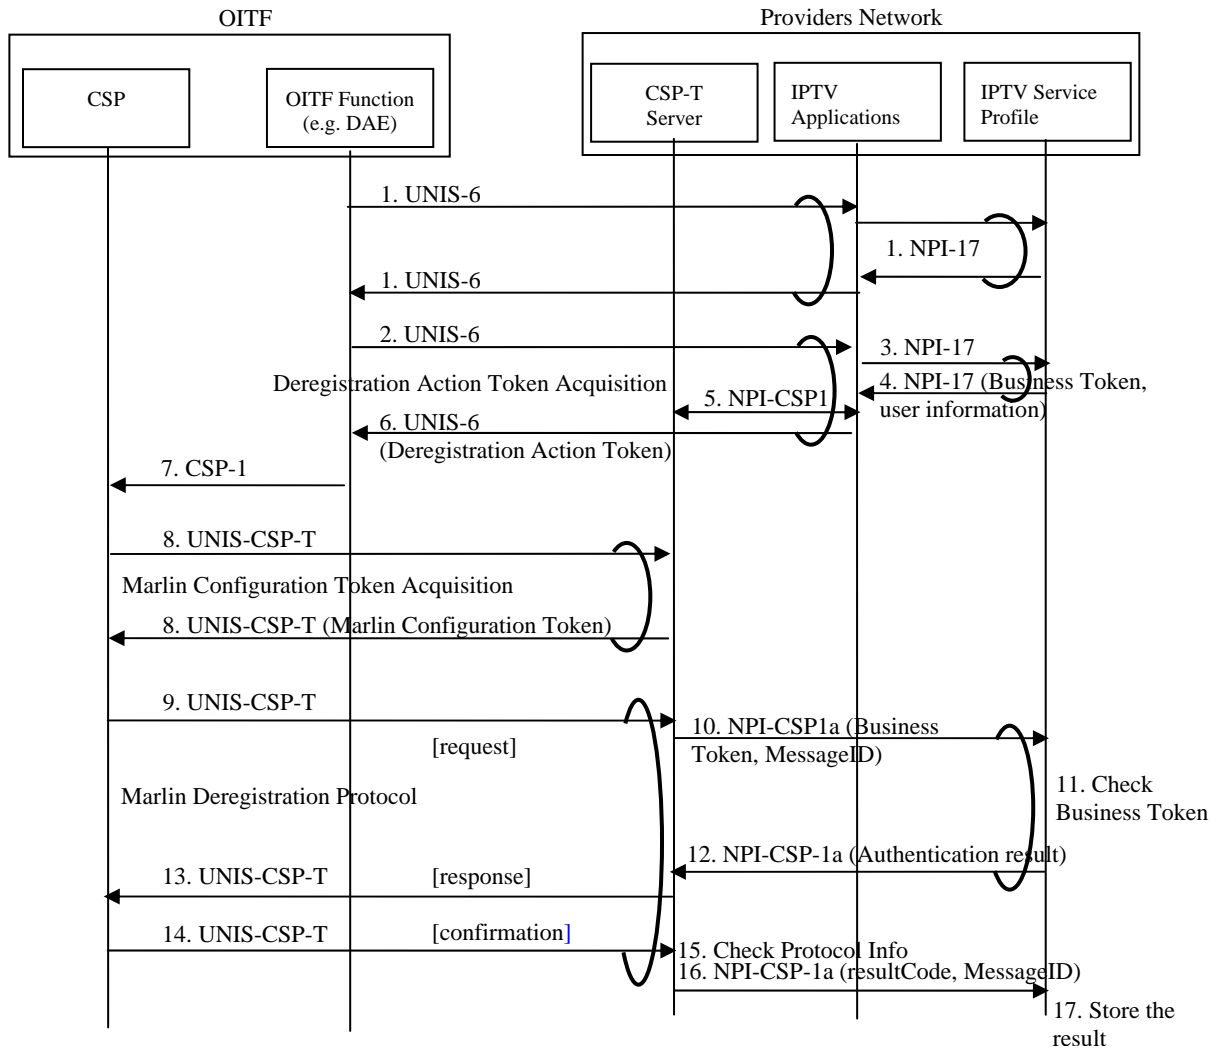 OITF
Providers Network
CSP
OITF Function
(e.g. DAE)
CSP-T
Server
IPTV
Applications
IPTV Service
Profile
1. UNIS-6
1. NPI-17
1. UNIS-6
2. UNIS-6
3. NPI-17
Deregistration Action Token Acquisition
4. NPI-17 (Business Token,
user information)
5. NPI-CSP1
6. UNIS-6
(Deregistration Action Token)
7. CSP-1
8. UNIS-CSP-T
Marlin Configuration Token Acquisition
8. UNIS-CSP-T (Marlin Configuration Token)
9. UNIS-CSP-T
[request]
10. NPI-CSP1a (Business
Token, MessageID)
Marlin Deregistration Protocol
11. Check
Business Token
12. NPI-CSP-1a (Authentication result)
13. UNIS-CSP-T
[response]
14. UNIS-CSP-T
[confirmation]
15. Check Protocol Info
16. NPI-CSP-1a (resultCode, MessageID)
17. Store the
result